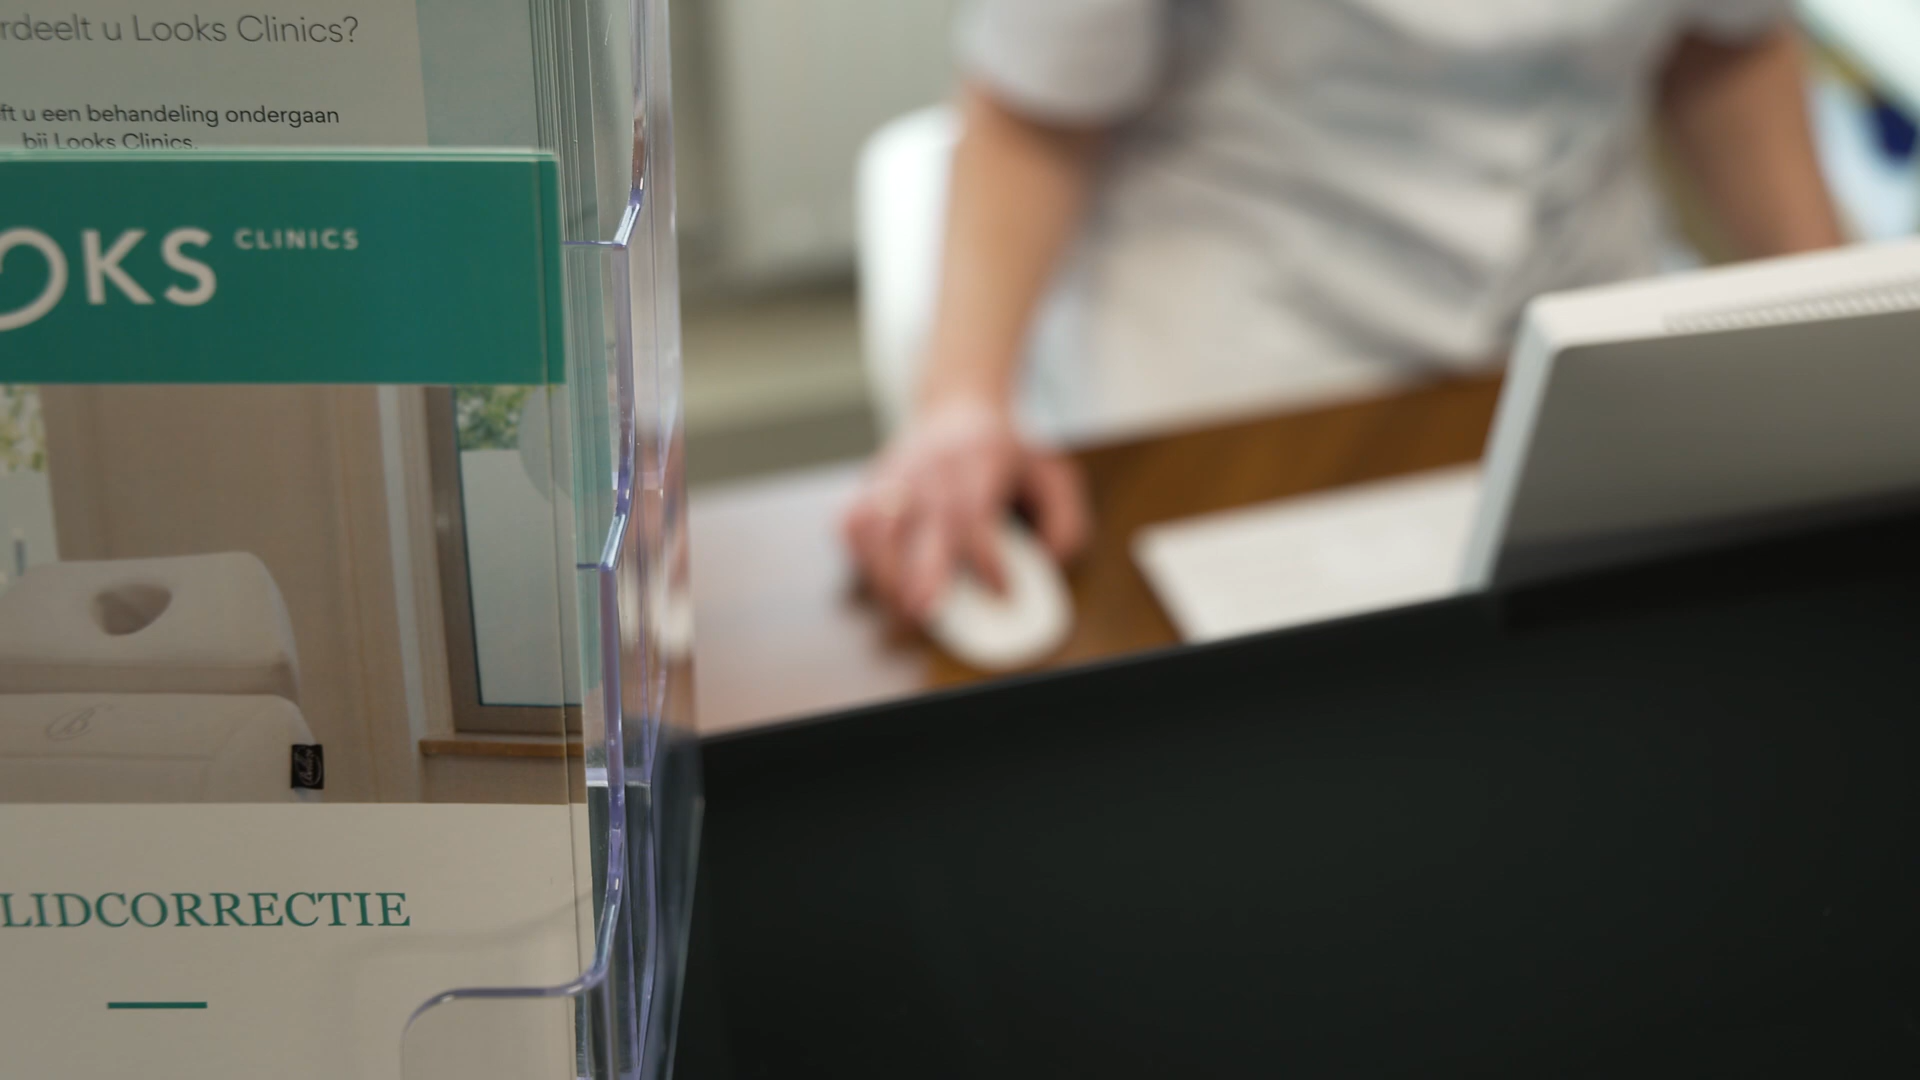 rdeelt u Looks Clinics?
ft u een behandeling ondergaan
bij Looks Clinics.
OKS CLINICS
LIDCORRECTIE